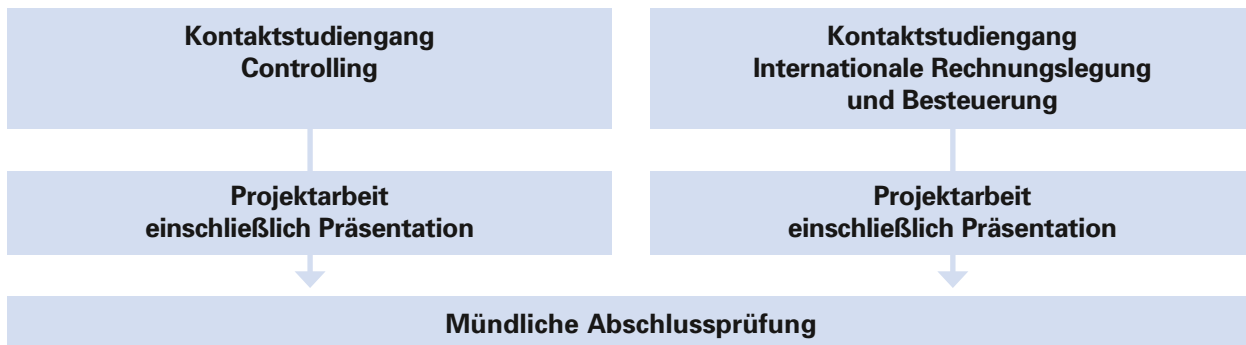 Kontaktstudiengang
Controlling
Kontaktstudiengang
Internationale Rechnungslegung
und Besteuerung
Projektarbeit
einschließlich Präsentation
Projektarbeit
einschließlich Präsentation
Mündliche Abschlussprüfung